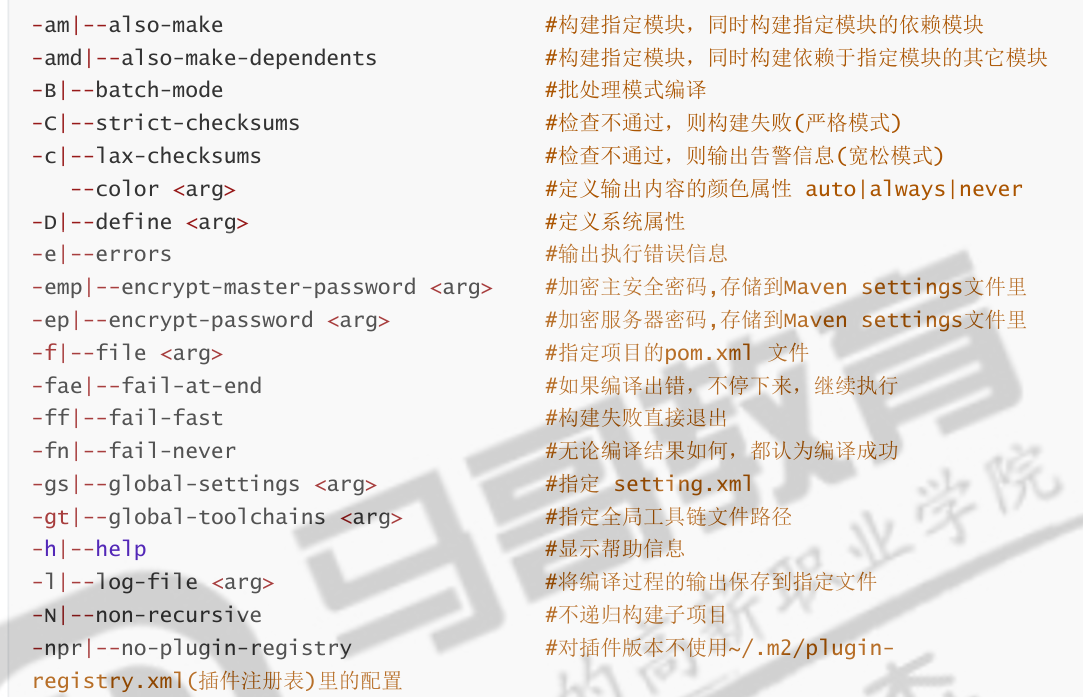 -am|--also-make #构建指定模块，同时构建指定模块的依赖模块
-amd|--also-make-dependents #构建指定模块，同时构建依赖于指定模块的其它模块
-B|--batch-mode #批处理模式编译
-C|--strict-checksums #检查不通过，则构建失败(严格模式)
-c|--lax-checksums #检查不通过，则输出告警信息(宽松模式)
--color <arg> #定义输出内容的颜色属性 auto|always|never
-D|--define <arg> #定义系统属性
-e|--errors #输出执行错误信息
-emp|--encrypt-master-password <arg> #加密主安全密码,存储到Maven settings文件里
-ep|--encrypt-password <arg> #加密服务器密码,存储到Maven settings文件里
-f|--file <arg> #指定项目的pom.xml 文件
-fae|--fail-at-end #如果编译出错，不停下来，继续执行
-ff|--fail-fast #构建失败直接退出
-fn|--fail-never #无论编译结果如何，都认为编译成功
-gs|--global-settings <arg> #指定 setting.xml
-gt|--global-toolchains <arg> #指定全局工具链文件路径
-h|--help #显示帮助信息
-l|--log-file <arg> #将编译过程的输出保存到指定文件
-N|--non-recursive #不递归构建子项目
-npr|--no-plugin-registry #对插件版本不使用~/.m2/plugin-
registry.xml(插件注册表)里的配置
马哥教育
的高薪职业学院